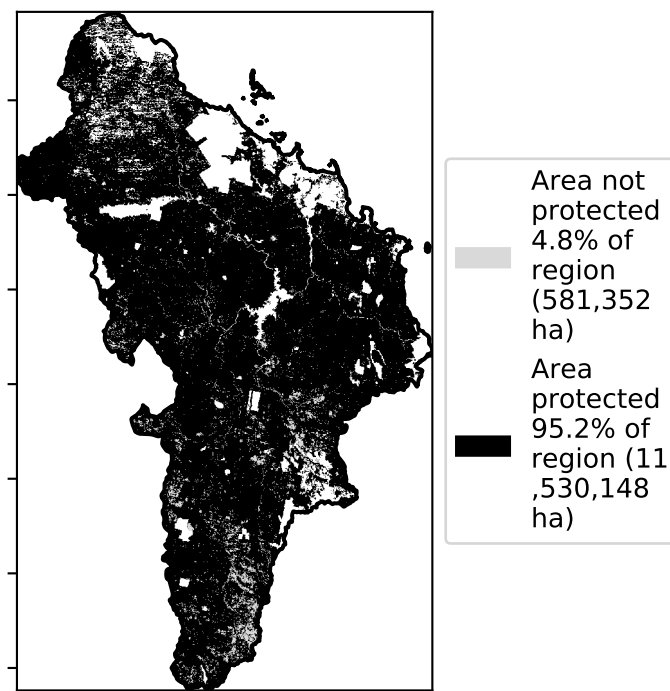 Area not
protected
4.8% of
region
(581,352
ha)
Area
protected
95.2% of
region (11
,530,148
ha)